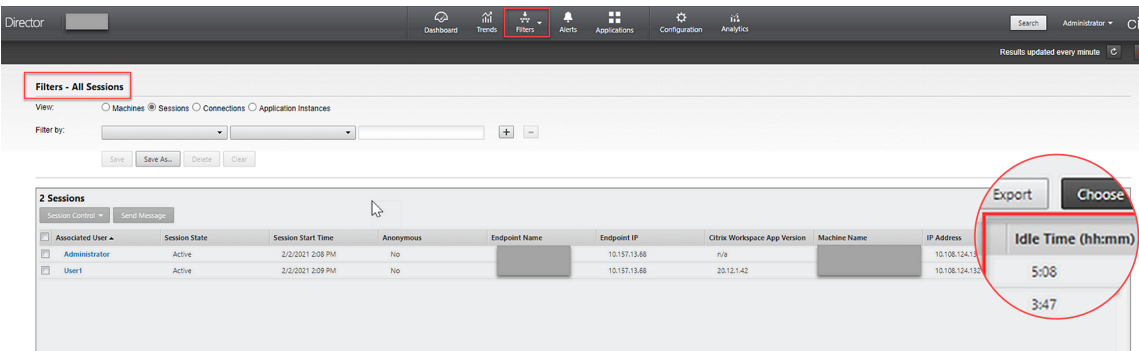 Director
Dashboard Trends Filters Alerts Applications Configuration Analytics
Search Administrator
Results updated every minute
Filters - All Sessions
View: Machines Sessions Connections Application Instances
Filter by:
Save Save As... Delete Clear
2 Sessions
Session Control Send Message
Export Choose
Associated User Session State Session Start Time Anonymous Endpoint Name Endpoint IP Citrix Workspace App Version Machine Name IP Address Idle Time (hh:mm)
Administrator Active 2/2/2021 2:08 PM No 10.157.13.68 n/a 5:08
User1 Active 2/2/2021 2:09 PM No 10.157.13.68 20.12.1.42 3:47